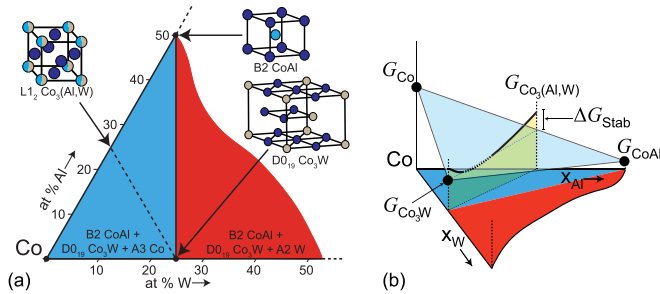 L1₂ Co₃(Al,W)
B2 CoAl
D0₁₉ Co₃W
50
40
30
20
10
at % Al→
Co
B2 CoAl +
D0₁₉ Co₃W + A3 Co
B2 CoAl +
D0₁₉ Co₃W + A2 W
10
20
30
40
50
at % W→
(a)
G_Co
G_Co₃(Al,W)
ΔG_Stab
G_CoAl
Co
x_Al
G_Co₃W
x_W
(b)